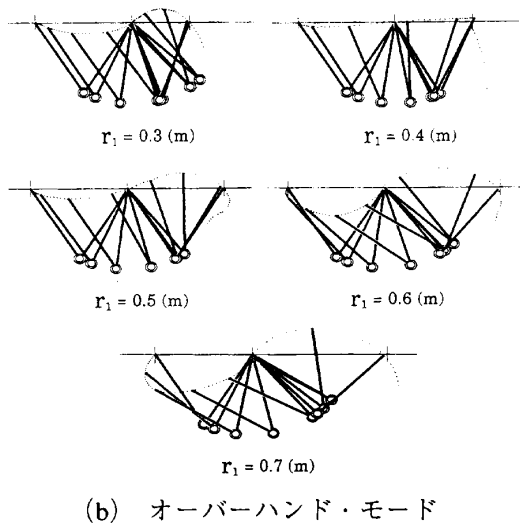 r₁ = 0.3 (m)
r₁ = 0.4 (m)
r₁ = 0.5 (m)
r₁ = 0.6 (m)
r₁ = 0.7 (m)
(b) オーバーハンド・モード